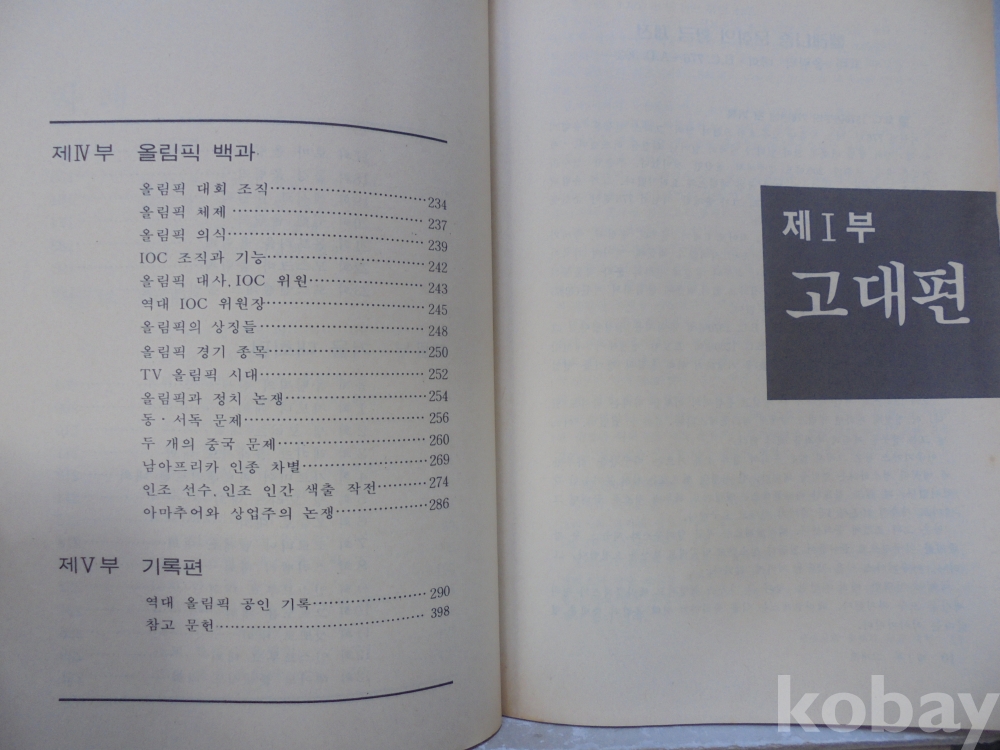 제Ⅳ부 올림픽 백과
올림픽 대회 조직 234
올림픽 체제 237
올림픽 의식 239
IOC 조직과 기능 242
올림픽 대사, IOC 위원 243
역대 IOC 위원장 245
올림픽의 상징들 248
올림픽 경기 종목 250
TV 올림픽 시대 252
올림픽과 정치 논쟁 254
동·서독 문제 256
두 개의 중국 문제 260
남아프리카 인종 차별 269
인조 선수, 인조 인간 색출 작전 274
아마추어와 상업주의 논쟁 286
제Ⅴ부 기록편
역대 올림픽 공인 기록 290
참고 문헌 398
제Ⅰ부
고대편
kobay